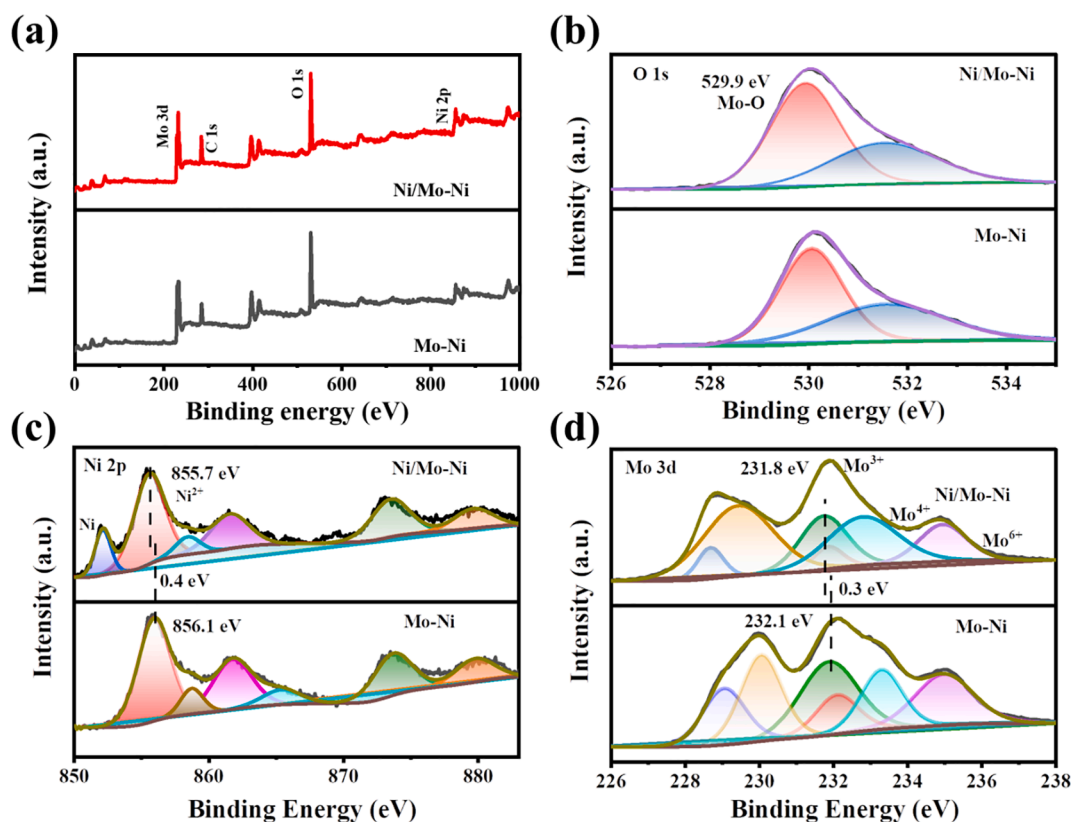 (a)
Mo 3d
C 1s
O 1s
Ni 2p
Ni/Mo-Ni
Mo-Ni
Intensity (a.u.)
0 200 400 600 800 1000
Binding energy (eV)
(b)
O 1s
529.9 eV
Mo-O
Ni/Mo-Ni
Mo-Ni
Intensity (a.u.)
526 528 530 532 534
Binding energy (eV)
(c)
Ni 2p
855.7 eV
Ni/Mo-Ni
Ni
Ni²⁺
0.4 eV
856.1 eV
Mo-Ni
Intensity (a.u.)
850 860 870 880
Binding Energy (eV)
(d)
Mo 3d
231.8 eV
Mo³⁺
Ni/Mo-Ni
Mo⁴⁺
Mo⁶⁺
0.3 eV
232.1 eV
Mo-Ni
Intensity (a.u.)
226 228 230 232 234 236 238
Binding Energy (eV)